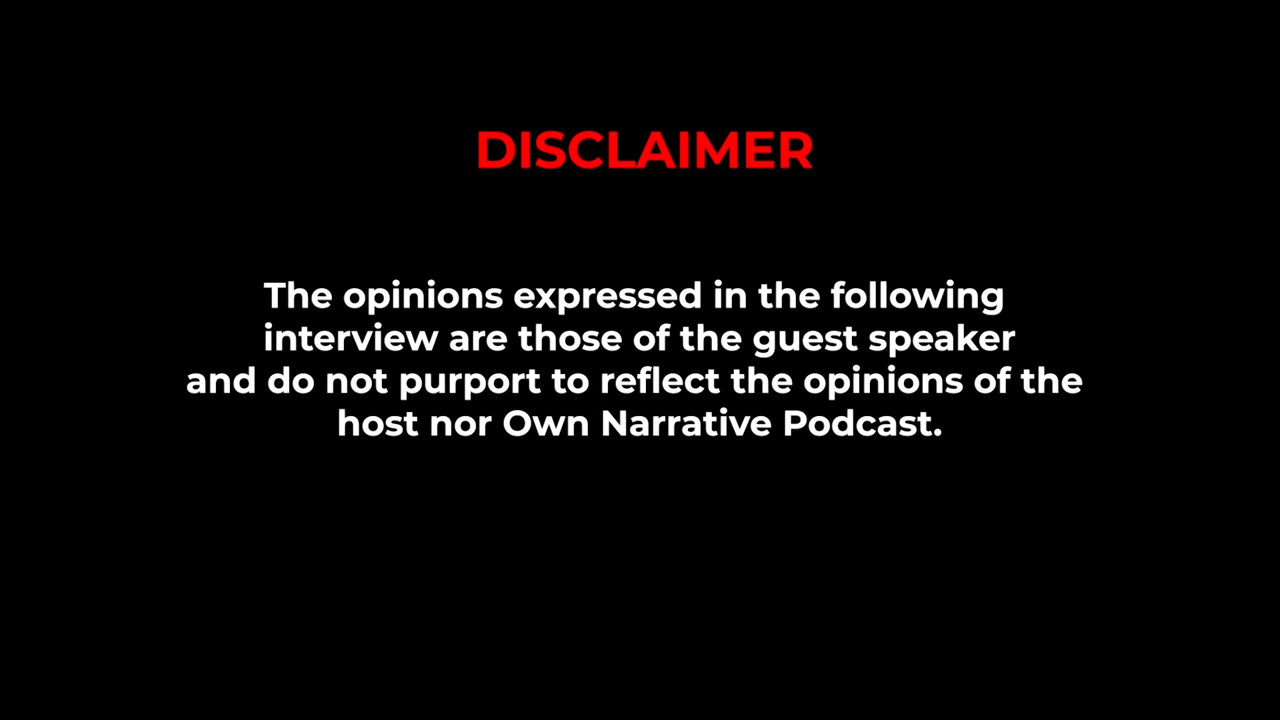 DISCLAIMER
The opinions expressed in the following
interview are those of the guest speaker
and do not purport to reflect the opinions of the
host nor Own Narrative Podcast.